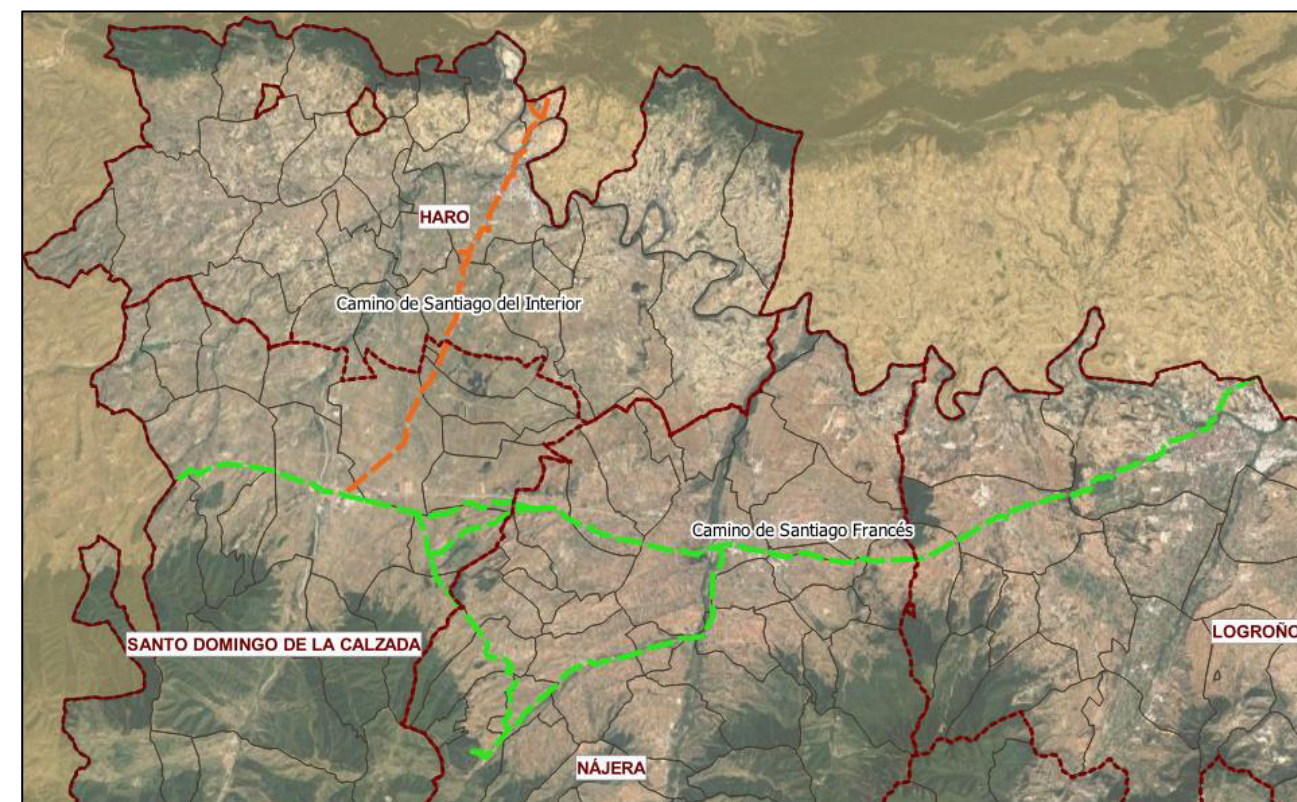 HARO
Camino de Santiago del Interior
Camino de Santiago Francés
SANTO DOMINGO DE LA CALZADA
LOGROÑO
NÁJERA